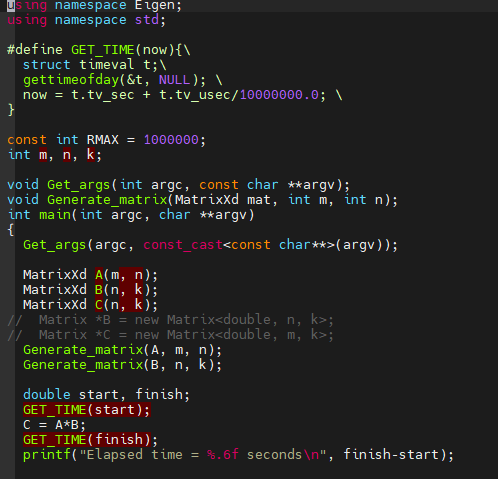 using namespace Eigen;
using namespace std;
#define GET_TIME(now){\
struct timeval t;\
gettimeofday(&t, NULL); \
now = t.tv_sec + t.tv_usec/10000000.0; \
}
const int RMAX = 1000000;
int m, n, k;
void Get_args(int argc, const char **argv);
void Generate_matrix(MatrixXd mat, int m, int n);
int main(int argc, char **argv)
{
Get_args(argc, const_cast<const char**>(argv));
MatrixXd A(m, n);
MatrixXd B(n, k);
MatrixXd C(n, k);
//  Matrix *B = new Matrix<double, n, k>;
//  Matrix *C = new Matrix<double, m, k>;
Generate_matrix(A, m, n);
Generate_matrix(B, n, k);
double start, finish;
GET_TIME(start);
C = A*B;
GET_TIME(finish);
printf("Elapsed time = %.6f seconds\n", finish-start);